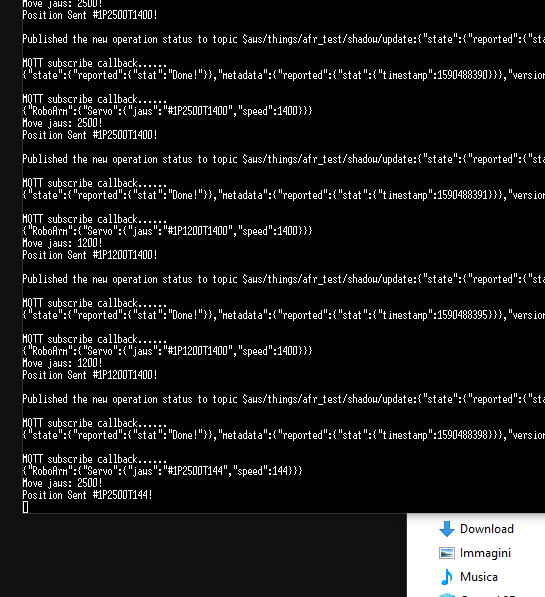 Move jaws: 2500!
Position Sent #1P2500T1400!
Published the new operation status to topic $aws/things/afr_test/shadow/update:{"state":{"reported":{"sta
MQTT subscribe callback......
{"state":{"reported":{"stat":"Done!"}},"metadata":{"reported":{"stat":{"timestamp":1590488390}}},"version
MQTT subscribe callback......
{"RoboArm":{"Servo":{"jaws":"#1P2500T1400","speed":1400}}}
Move jaws: 2500!
Position Sent #1P2500T1400!
Published the new operation status to topic $aws/things/afr_test/shadow/update:{"state":{"reported":{"sta
MQTT subscribe callback......
{"state":{"reported":{"stat":"Done!"}},"metadata":{"reported":{"stat":{"timestamp":1590488391}}},"version
MQTT subscribe callback......
{"RoboArm":{"Servo":{"jaws":"#1P1200T1400","speed":1400}}}
Move jaws: 1200!
Position Sent #1P1200T1400!
Published the new operation status to topic $aws/things/afr_test/shadow/update:{"state":{"reported":{"sta
MQTT subscribe callback......
{"state":{"reported":{"stat":"Done!"}},"metadata":{"reported":{"stat":{"timestamp":1590488395}}},"version
MQTT subscribe callback......
{"RoboArm":{"Servo":{"jaws":"#1P1200T1400","speed":1400}}}
Move jaws: 1200!
Position Sent #1P1200T1400!
Published the new operation status to topic $aws/things/afr_test/shadow/update:{"state":{"reported":{"sta
MQTT subscribe callback......
{"state":{"reported":{"stat":"Done!"}},"metadata":{"reported":{"stat":{"timestamp":1590488398}}},"version
MQTT subscribe callback......
{"RoboArm":{"Servo":{"jaws":"#1P2500T144","speed":144}}}
Move jaws: 2500!
Position Sent #1P2500T144!
Download
Immagini
Musica